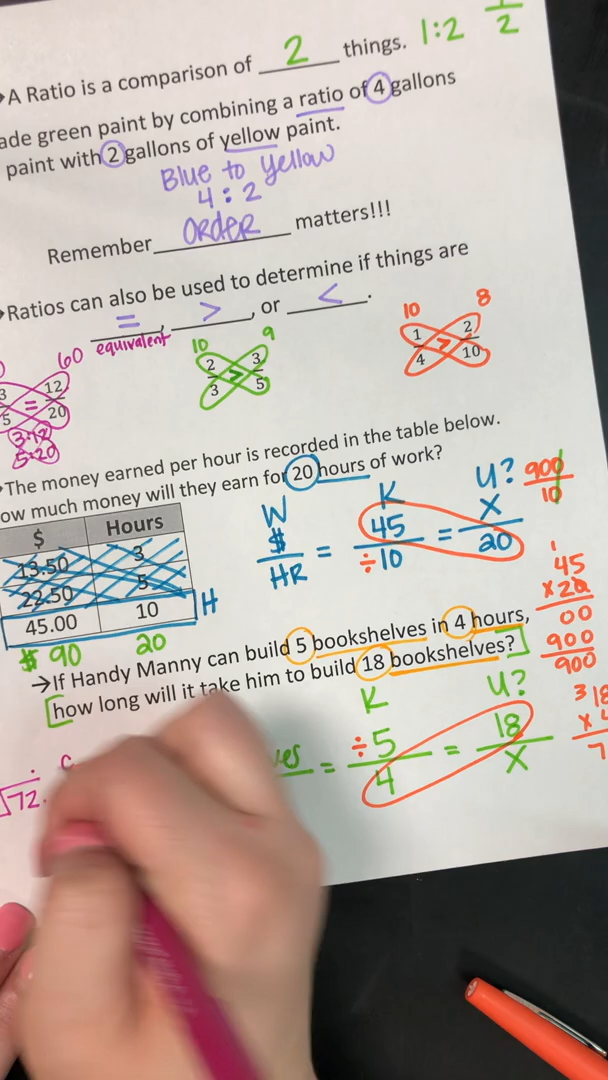 1:2 1/2
A Ratio is a comparison of 2 things.
ade green paint by combining a ratio of 4 gallons
paint with 2 gallons of yellow paint.
Blue to Yellow
4 : 2
Remember ORDER matters!!!
Ratios can also be used to determine if things are
=, >, or <.
equivalent
60 10 9 10 8
12/20 2/3 > 3/5 1/4 > 2/10
3·12
5·20
The money earned per hour is recorded in the table below.
ow much money will they earn for 20 hours of work?
$ Hours
13.50 3
22.50 5
45.00 10 H
$ 90 20
W K U?
$/HR = 45/÷10 = X/20
900/10
45
×20
00
900
900
→If Handy Manny can build 5 bookshelves in 4 hours,
how long will it take him to build 18 bookshelves?
K U?
ves = ÷5/4 = 18/X
3 18
√72.